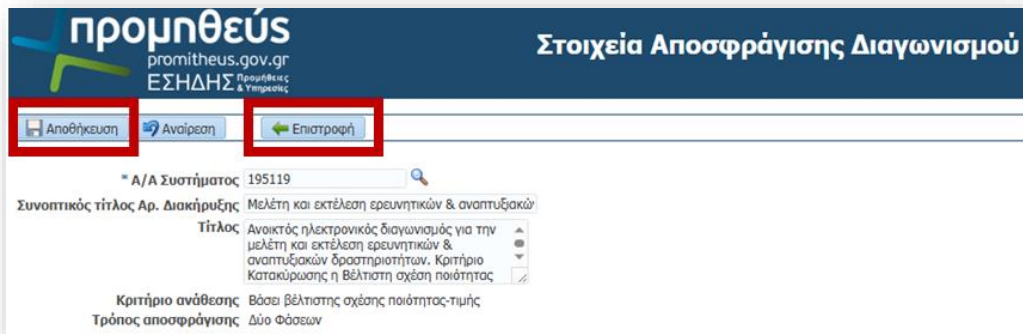 προμηθεύς
promitheus.gov.gr
ΕΣΗΔΗΣ Προμήθειες & Υπηρεσίες
Στοιχεία Αποσφράγισης Διαγωνισμού
Αποθήκευση Αναίρεση Επιστροφή
* Α/Α Συστήματος 195119
Συνοπτικός τίτλος Αρ. Διακήρυξης Μελέτη και εκτέλεση ερευνητικών & αναπτυξιακών
Τίτλος Ανοικτός ηλεκτρονικός διαγωνισμός για την
μελέτη και εκτέλεση ερευνητικών &
αναπτυξιακών δραστηριοτήτων. Κριτήριο
Κατακύρωσης η Βέλτιστη σχέση ποιότητας
Κριτήριο ανάθεσης Βάσει βέλτιστης σχέσης ποιότητας-τιμής
Τρόπος αποσφράγισης Δύο Φάσεων